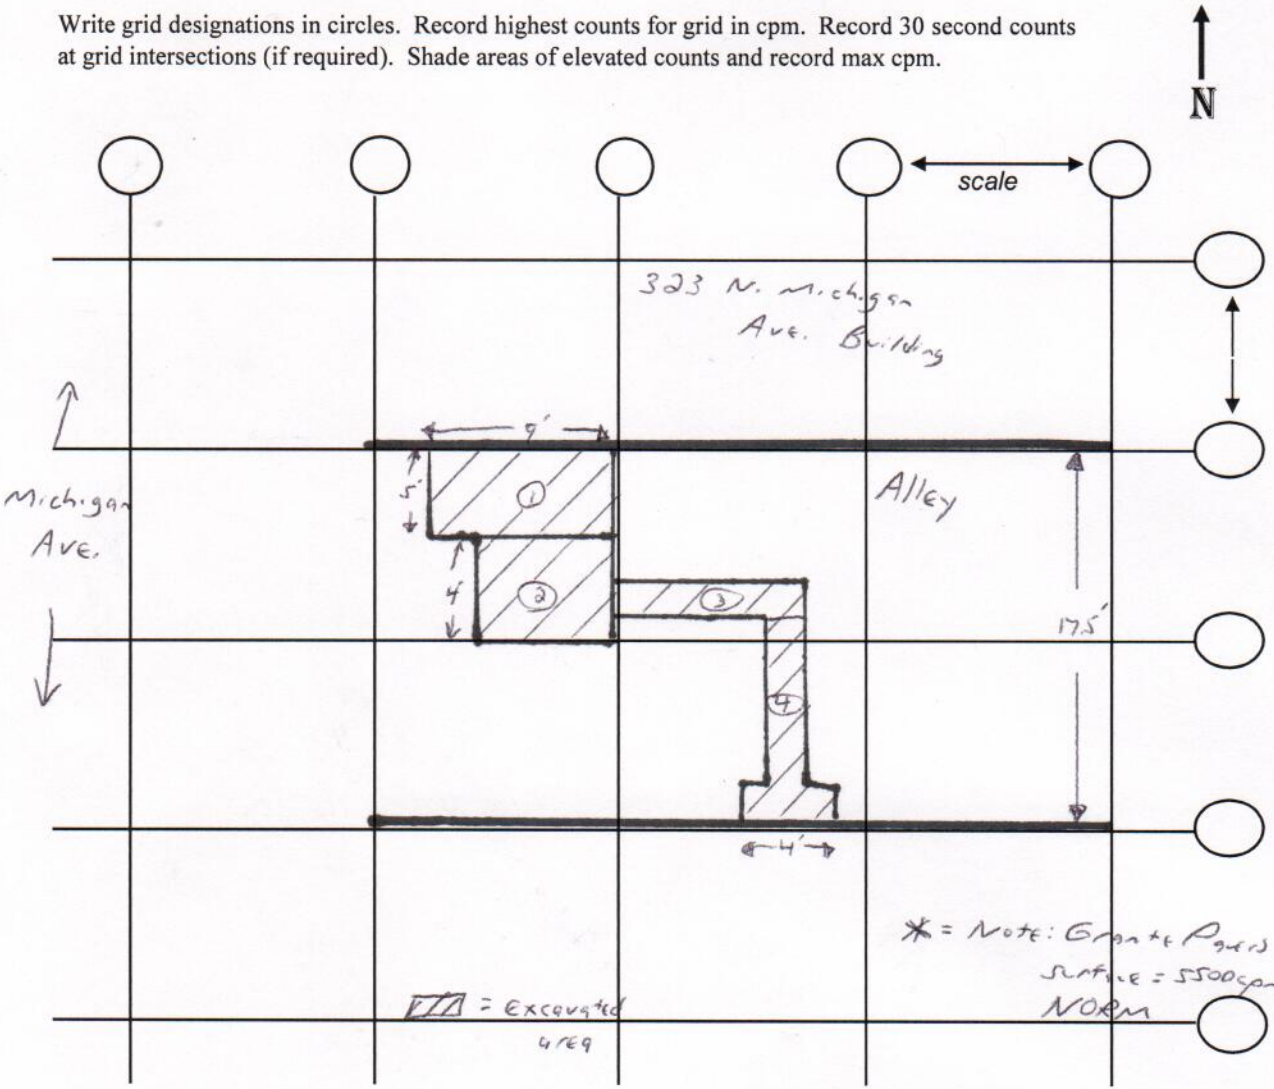 Write grid designations in circles. Record highest counts for grid in cpm. Record 30 second counts
at grid intersections (if required). Shade areas of elevated counts and record max cpm.
N
scale
323 N. Michigan
Ave. Building
9'
5'
1
Alley
Michigan
Ave.
4'
2
3
17.5'
4
4'
* = Note: Granite Pavers
surface = 5500cpm
NORM
= Excavated
area